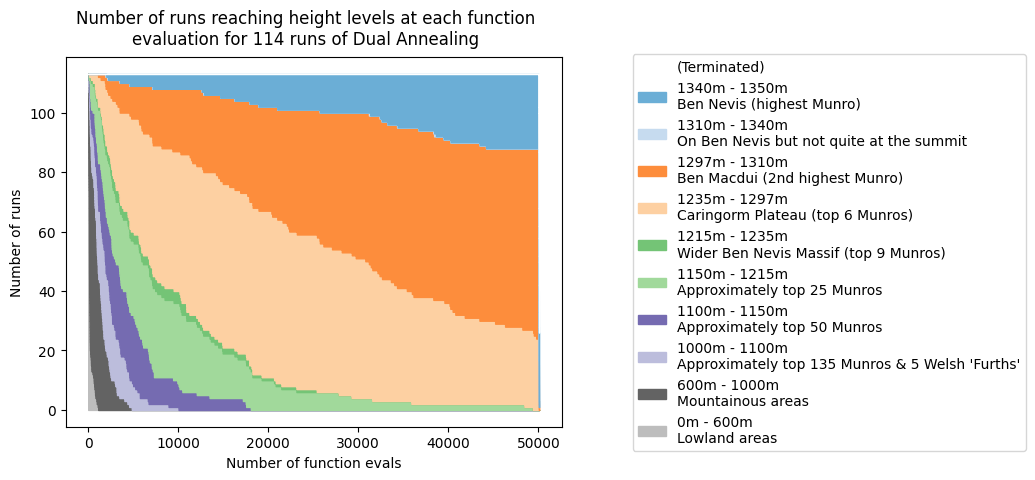 Number of runs reaching height levels at each function
evaluation for 114 runs of Dual Annealing
Number of runs
100
80
60
40
20
0
0
10000
20000
30000
40000
50000
Number of function evals
(Terminated)
1340m - 1350m
Ben Nevis (highest Munro)
1310m - 1340m
On Ben Nevis but not quite at the summit
1297m - 1310m
Ben Macdui (2nd highest Munro)
1235m - 1297m
Caringorm Plateau (top 6 Munros)
1215m - 1235m
Wider Ben Nevis Massif (top 9 Munros)
1150m - 1215m
Approximately top 25 Munros
1100m - 1150m
Approximately top 50 Munros
1000m - 1100m
Approximately top 135 Munros & 5 Welsh 'Furths'
600m - 1000m
Mountainous areas
0m - 600m
Lowland areas